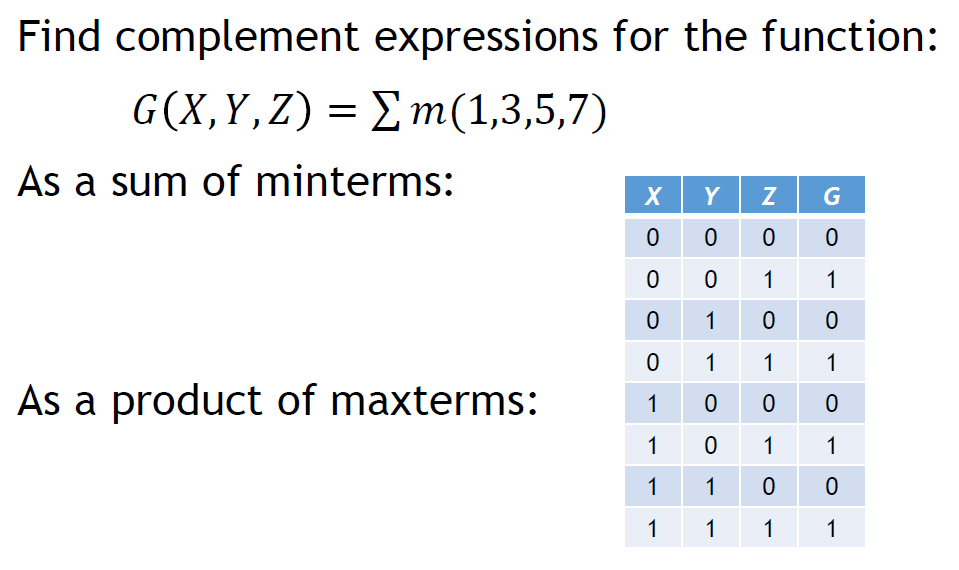 Find complement expressions for the function:
G(X,Y,Z) = ∑ m(1,3,5,7)
As a sum of minterms:
As a product of maxterms:
X Y Z G
0 0 0 0
0 0 1 1
0 1 0 0
0 1 1 1
1 0 0 0
1 0 1 1
1 1 0 0
1 1 1 1